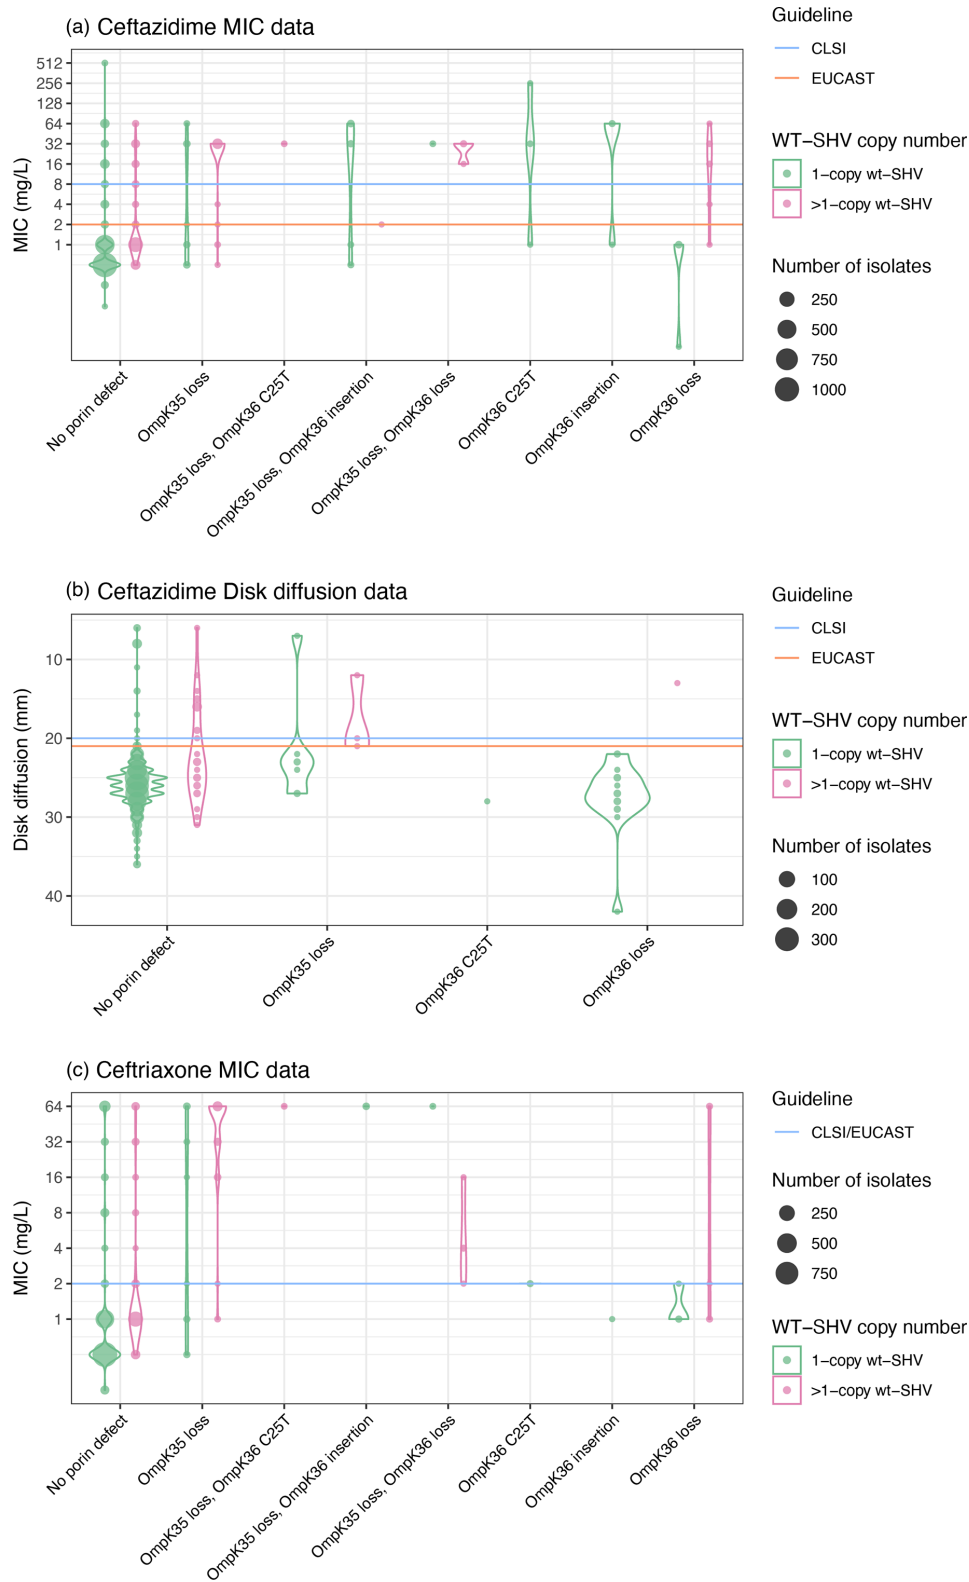 (a) Ceftazidime MIC data
MIC (mg/L)
512
256
128
64
32
16
8
4
2
1
No porin defect
OmpK35 loss
OmpK35 loss, OmpK36 C25T
OmpK35 loss, OmpK36 insertion
OmpK35 loss, OmpK36 loss
OmpK36 C25T
OmpK36 insertion
OmpK36 loss
Guideline
CLSI
EUCAST
WT−SHV copy number
1−copy wt−SHV
>1−copy wt−SHV
Number of isolates
250
500
750
1000
(b) Ceftazidime Disk diffusion data
Disk diffusion (mm)
10
20
30
40
No porin defect
OmpK35 loss
OmpK36 C25T
OmpK36 loss
Guideline
CLSI
EUCAST
WT−SHV copy number
1−copy wt−SHV
>1−copy wt−SHV
Number of isolates
100
200
300
(c) Ceftriaxone MIC data
MIC (mg/L)
64
32
16
8
4
2
1
No porin defect
OmpK35 loss
OmpK35 loss, OmpK36 C25T
OmpK35 loss, OmpK36 insertion
OmpK35 loss, OmpK36 loss
OmpK36 C25T
OmpK36 insertion
OmpK36 loss
Guideline
CLSI/EUCAST
Number of isolates
250
500
750
WT−SHV copy number
1−copy wt−SHV
>1−copy wt−SHV